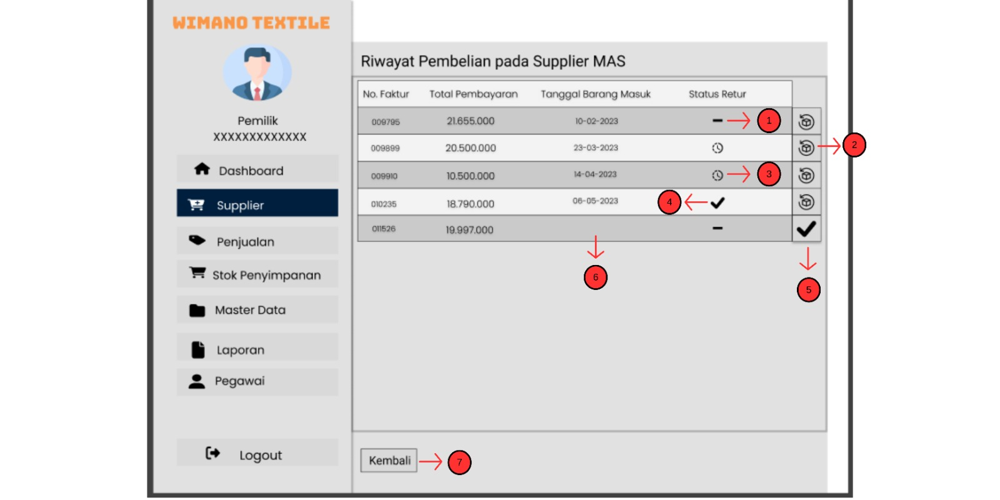 WIMANO TEXTILE
Pemilik
XXXXXXXXXXXXX
Dashboard
Supplier
Penjualan
Stok Penyimpanan
Master Data
Laporan
Pegawai
Logout
Riwayat Pembelian pada Supplier MAS
No. Faktur Total Pembayaran Tanggal Barang Masuk Status Retur
009795 21.655.000 10-02-2023 1
009899 20.500.000 23-03-2023 2
009910 10.500.000 14-04-2023 3
010235 18.790.000 06-05-2023 4
011526 19.997.000
6
5
Kembali 7